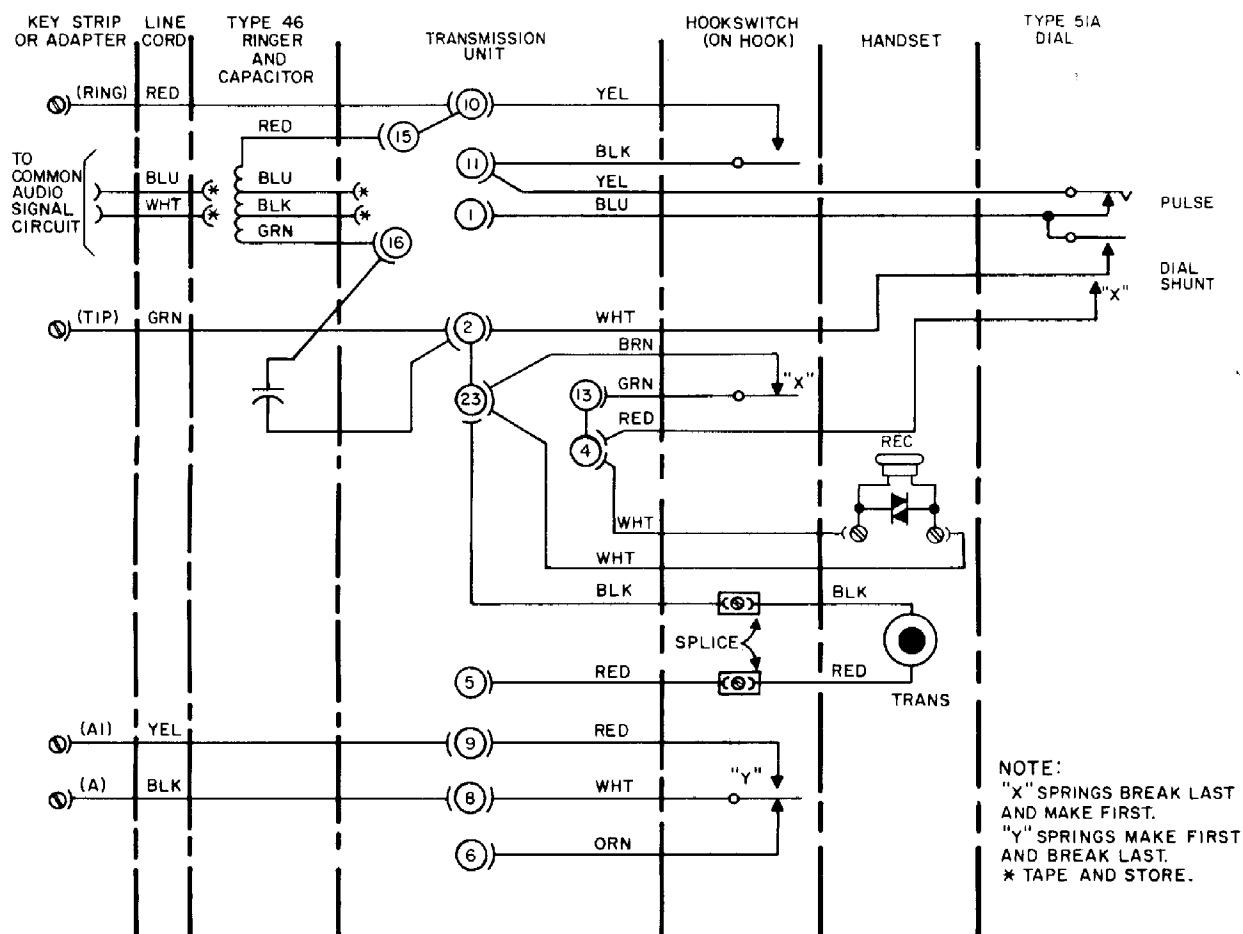 KEY STRIP
OR ADAPTER
LINE
CORD
TYPE 46
RINGER
AND
CAPACITOR
TRANSMISSION
UNIT
HOOKSWITCH
(ON HOOK)
HANDSET
TYPE 51A
DIAL
(RING) RED
10
YEL
RED
15
11
BLK
TO
COMMON
AUDIO
SIGNAL
CIRCUIT
BLU
*
BLU
*
YEL
WHT
*
BLK
*
1
BLU
PULSE
GRN
16
DIAL
SHUNT
"X"
(TIP) GRN
2
WHT
BRN
"X"
23
13
GRN
RED
4
REC
WHT
WHT
BLK
BLK
SPLICE
5
RED
RED
TRANS
(A1) YEL
9
RED
"Y"
(A) BLK
8
WHT
6
ORN
NOTE:
"X" SPRINGS BREAK LAST
AND MAKE FIRST.
"Y" SPRINGS MAKE FIRST
AND BREAK LAST.
* TAPE AND STORE.